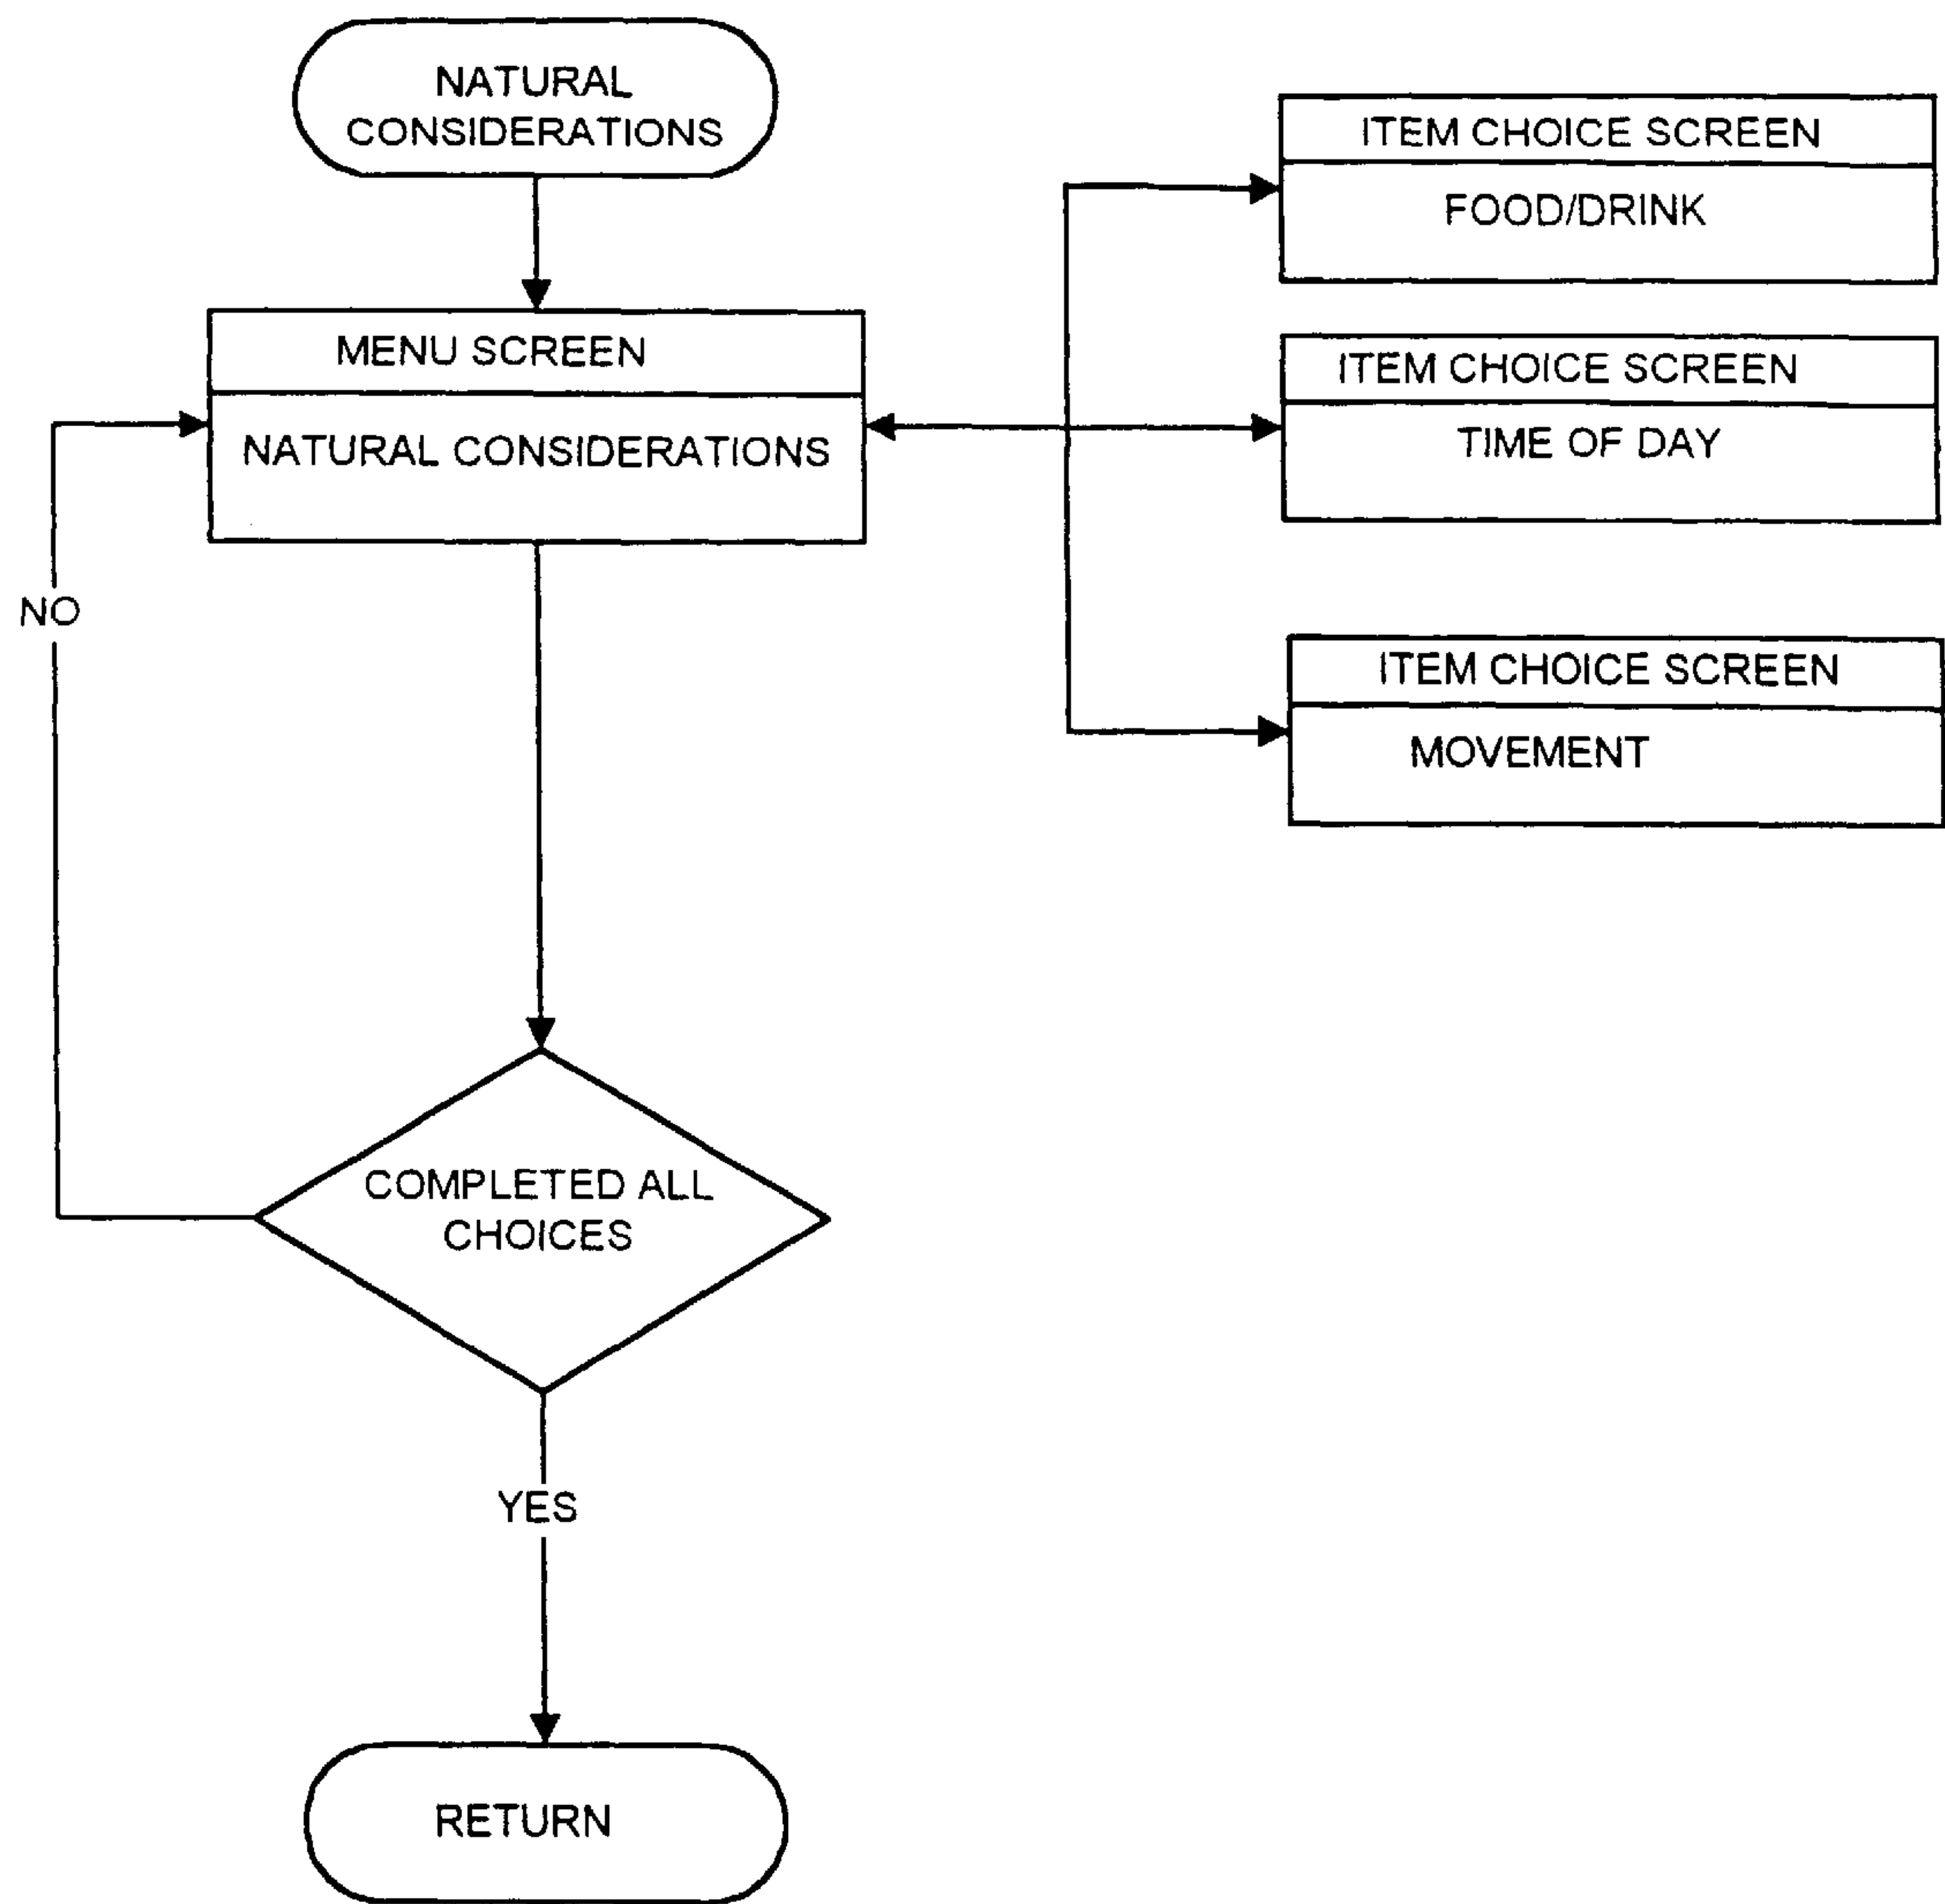 NATURAL
CONSIDERATIONS
MENU SCREEN
NATURAL CONSIDERATIONS
ITEM CHOICE SCREEN
FOOD/DRINK
ITEM CHOICE SCREEN
TIME OF DAY
ITEM CHOICE SCREEN
MOVEMENT
NO
COMPLETED ALL
CHOICES
YES
RETURN